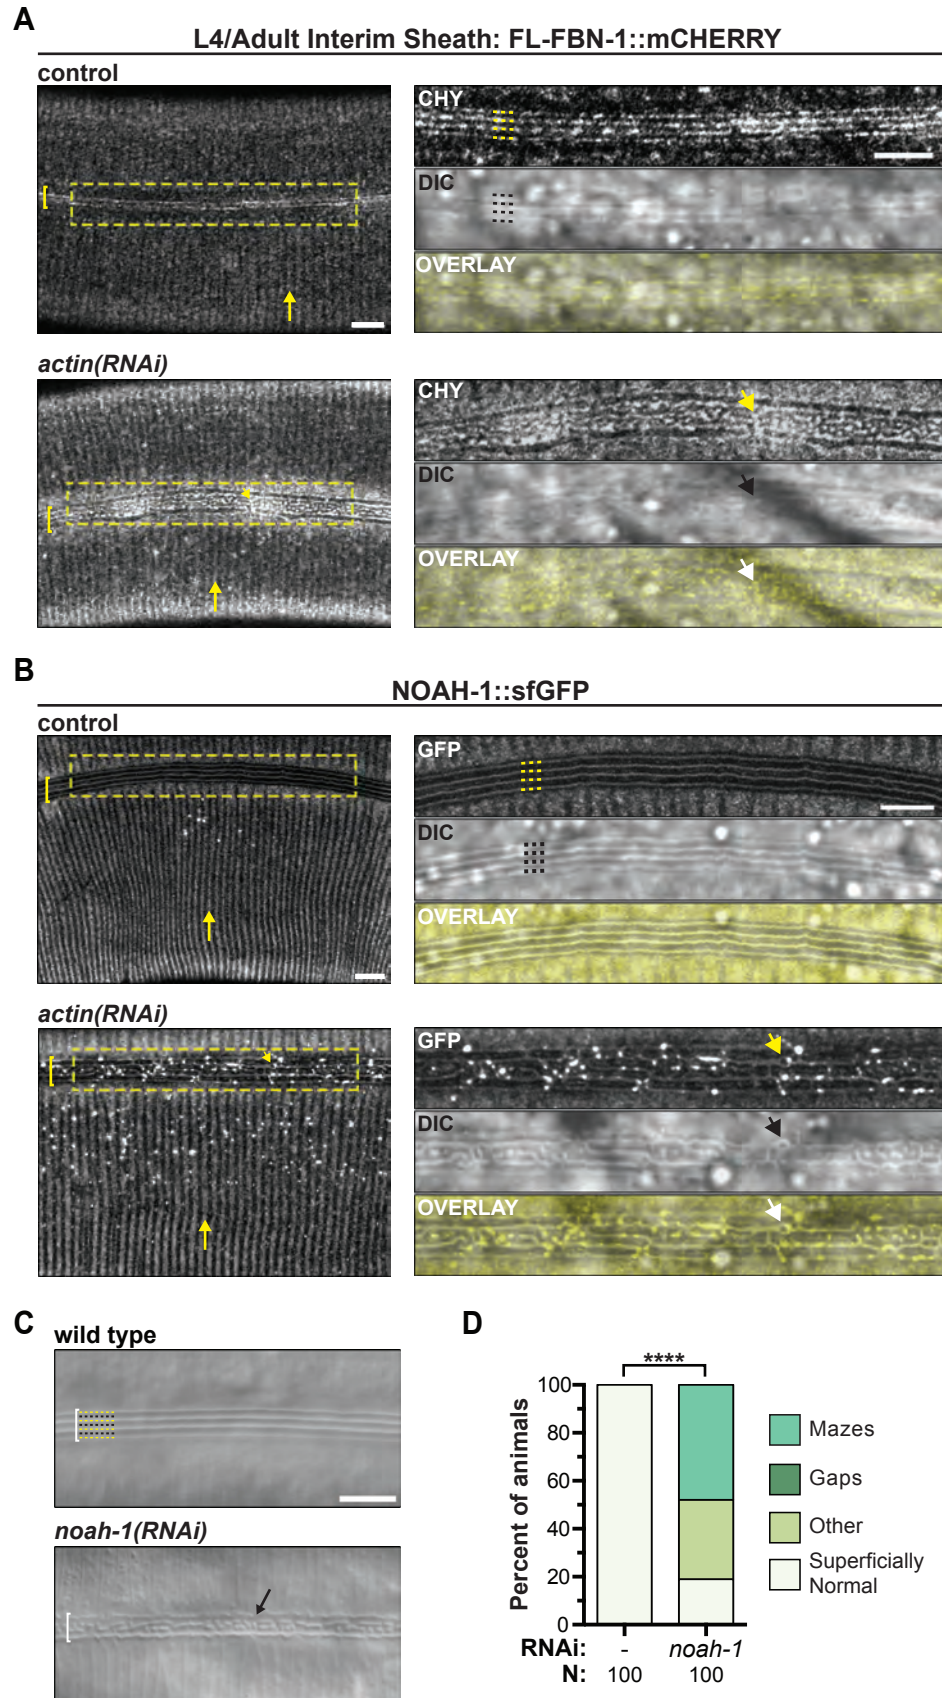 A
L4/Adult Interim Sheath: FL-FBN-1::mCHERRY
control
CHY
DIC
OVERLAY
actin(RNAi)
CHY
DIC
OVERLAY
B
NOAH-1::sfGFP
control
GFP
DIC
OVERLAY
actin(RNAi)
GFP
DIC
OVERLAY
C
wild type
noah-1(RNAi)
D
****
100
80
60
40
20
0
Percent of animals
Mazes
Gaps
Other
Superficially
Normal
RNAi: - noah-1
N: 100 100